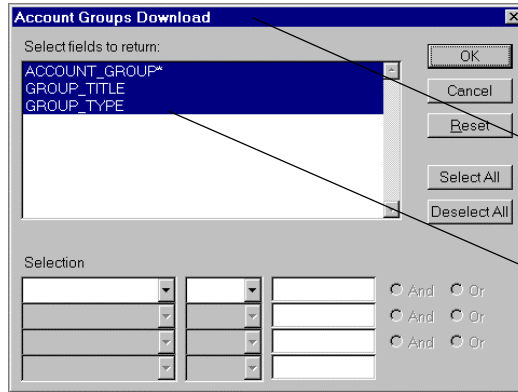 Account Groups Download
Select fields to return:
ACCOUNT_GROUP*
GROUP_TITLE
GROUP_TYPE
OK
Cancel
Reset
Select All
Deselect All
Selection
And Or
And Or
And Or